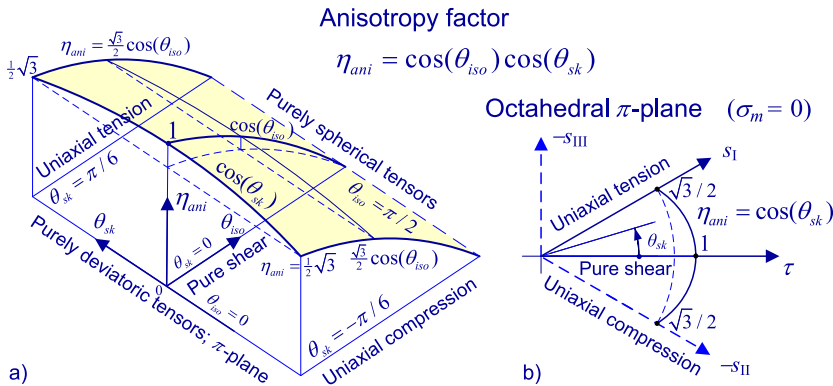 Anisotropy factor
η_ani = cos(θ_iso) cos(θ_sk)
η_ani = √3/2 cos(θ_iso)
½√3
Uniaxial tension
θ_sk = π/6
Purely spherical tensors
1
cos(θ_iso)
cos(θ_sk)
θ_iso = π/2
η_ani
θ_sk
θ_iso
θ_sk = 0
Pure shear
0
θ_iso = 0
Purely deviatoric tensors; π-plane
η_ani = ½√3
√3/2 cos(θ_iso)
θ_sk = −π/6
Uniaxial compression
a)
Octahedral π-plane (σ_m = 0)
−s_III
s_I
Uniaxial tension
√3/2
η_ani = cos(θ_sk)
θ_sk
1
Pure shear
τ
√3/2
Uniaxial compression
−s_II
b)